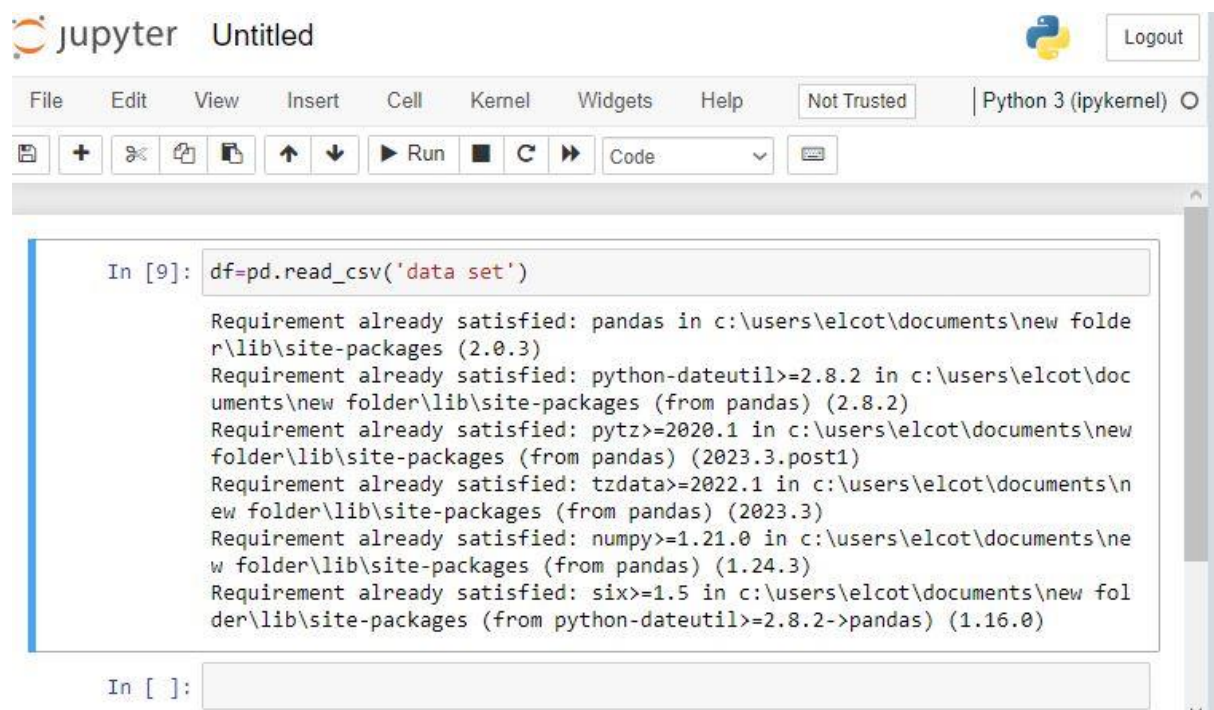 jupyter Untitled
Logout
File Edit View Insert Cell Kernel Widgets Help Not Trusted Python 3 (ipykernel)
Run Code
In [9]: df=pd.read_csv('data set')
Requirement already satisfied: pandas in c:\users\elcot\documents\new folde
r\lib\site-packages (2.0.3)
Requirement already satisfied: python-dateutil>=2.8.2 in c:\users\elcot\doc
uments\new folder\lib\site-packages (from pandas) (2.8.2)
Requirement already satisfied: pytz>=2020.1 in c:\users\elcot\documents\new
folder\lib\site-packages (from pandas) (2023.3.post1)
Requirement already satisfied: tzdata>=2022.1 in c:\users\elcot\documents\n
ew folder\lib\site-packages (from pandas) (2023.3)
Requirement already satisfied: numpy>=1.21.0 in c:\users\elcot\documents\ne
w folder\lib\site-packages (from pandas) (1.24.3)
Requirement already satisfied: six>=1.5 in c:\users\elcot\documents\new fol
der\lib\site-packages (from python-dateutil>=2.8.2->pandas) (1.16.0)
In [ ]: